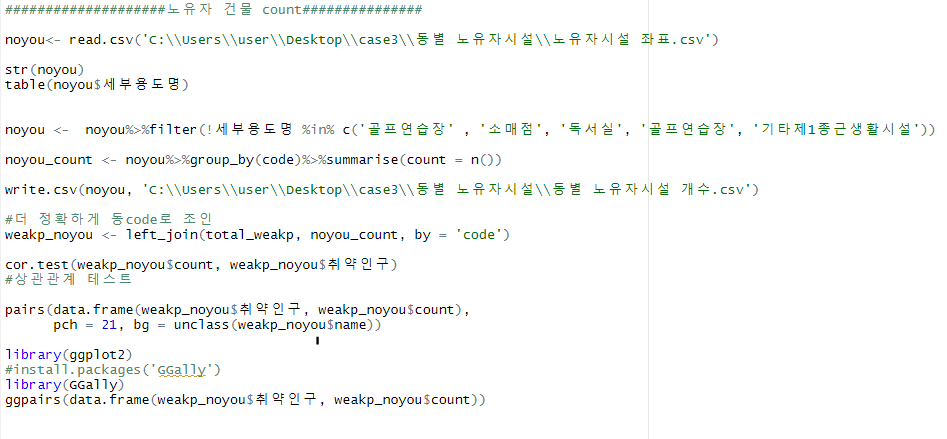 ####################노유자 건물 count###############
noyou<- read.csv('C:\\Users\\user\\Desktop\\case3\\동별 노유자시설\\노유자시설 좌표.csv')
str(noyou)
table(noyou$세부용도명)
noyou <-  noyou%>%filter(!세부용도명 %in% c('골프연습장' , '소매점', '독서실', '골프연습장', '기타제1종근생활시설'))
noyou_count <- noyou%>%group_by(code)%>%summarise(count = n())
write.csv(noyou, 'C:\\Users\\user\\Desktop\\case3\\동별 노유자시설\\동별 노유자시설 개수.csv')
#더 정확하게 동code로 조인
weakp_noyou <- left_join(total_weakp, noyou_count, by = 'code')
cor.test(weakp_noyou$count, weakp_noyou$취약인구)
#상관관계 테스트
pairs(data.frame(weakp_noyou$취약인구, weakp_noyou$count),
      pch = 21, bg = unclass(weakp_noyou$name))
library(ggplot2)
#install.packages('GGally')
library(GGally)
ggpairs(data.frame(weakp_noyou$취약인구, weakp_noyou$count))